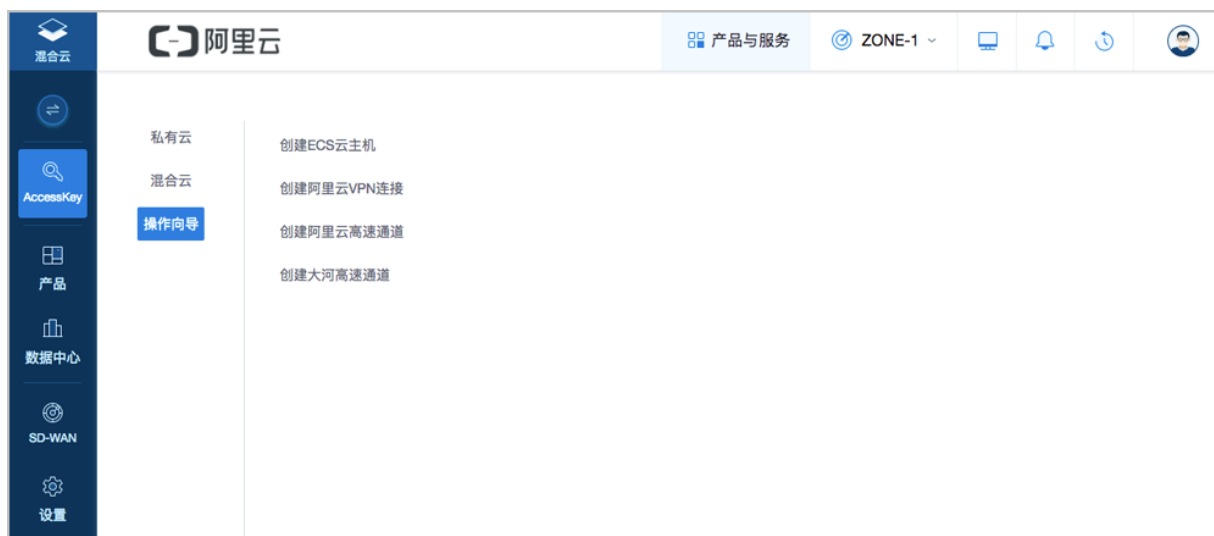 混合云
阿里云
产品与服务
ZONE-1
AccessKey
产品
数据中心
SD-WAN
设置
私有云
混合云
操作向导
创建ECS云主机
创建阿里云VPN连接
创建阿里云高速通道
创建大河高速通道